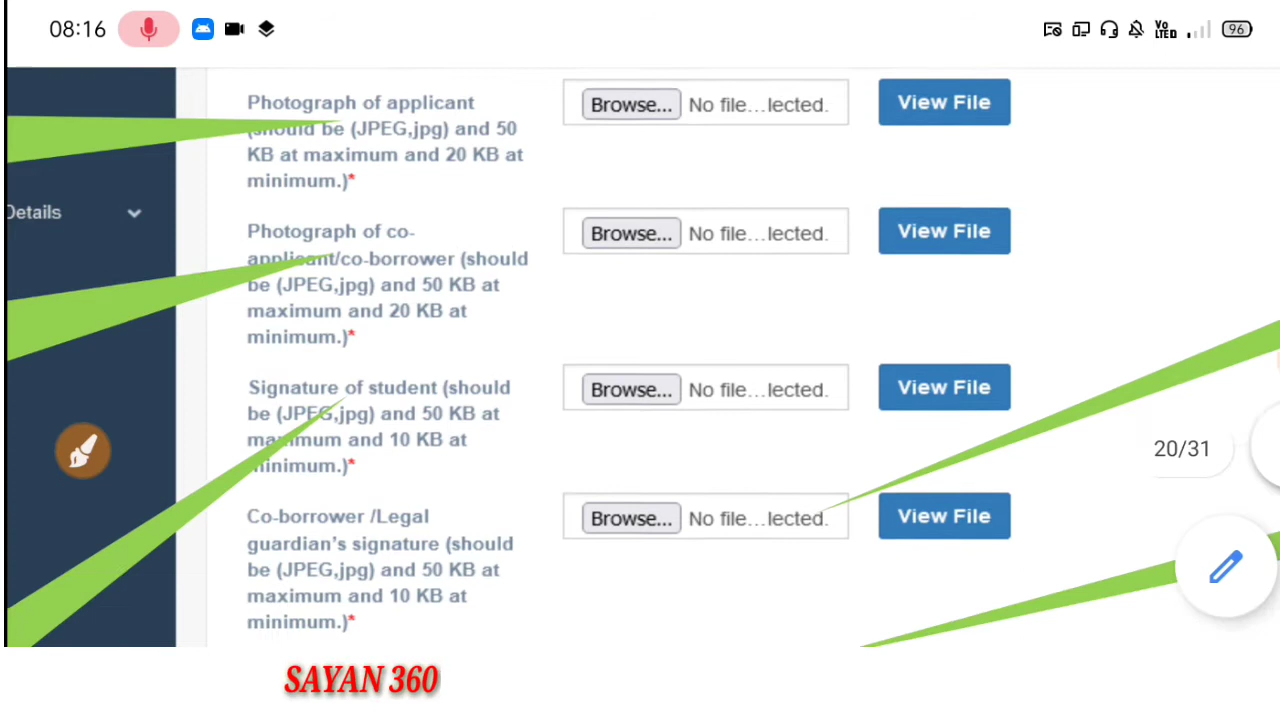 08:16
Vo
LTED
96
Photograph of applicant
(should be (JPEG,jpg) and 50
KB at maximum and 20 KB at
minimum.)*
Browse... No file...lected.
View File
Details
Photograph of co-
applicant/co-borrower (should
be (JPEG,jpg) and 50 KB at
maximum and 20 KB at
minimum.)*
Browse... No file...lected.
View File
Signature of student (should
be (JPEG,jpg) and 50 KB at
maximum and 10 KB at
minimum.)*
Browse... No file...lected.
View File
20/31
Co-borrower /Legal
guardian’s signature (should
be (JPEG,jpg) and 50 KB at
maximum and 10 KB at
minimum.)*
Browse... No file...lected.
View File
SAYAN 360